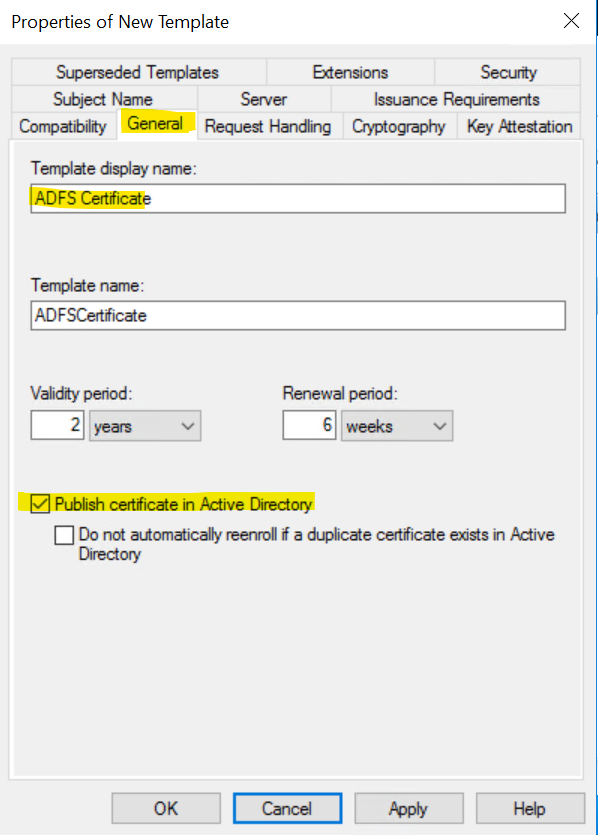 Properties of New Template
Superseded Templates Extensions Security
Subject Name Server Issuance Requirements
Compatibility General Request Handling Cryptography Key Attestation
Template display name:
ADFS Certificate
Template name:
ADFSCertificate
Validity period: Renewal period:
2 years 6 weeks
Publish certificate in Active Directory
Do not automatically reenroll if a duplicate certificate exists in Active
Directory
OK Cancel Apply Help